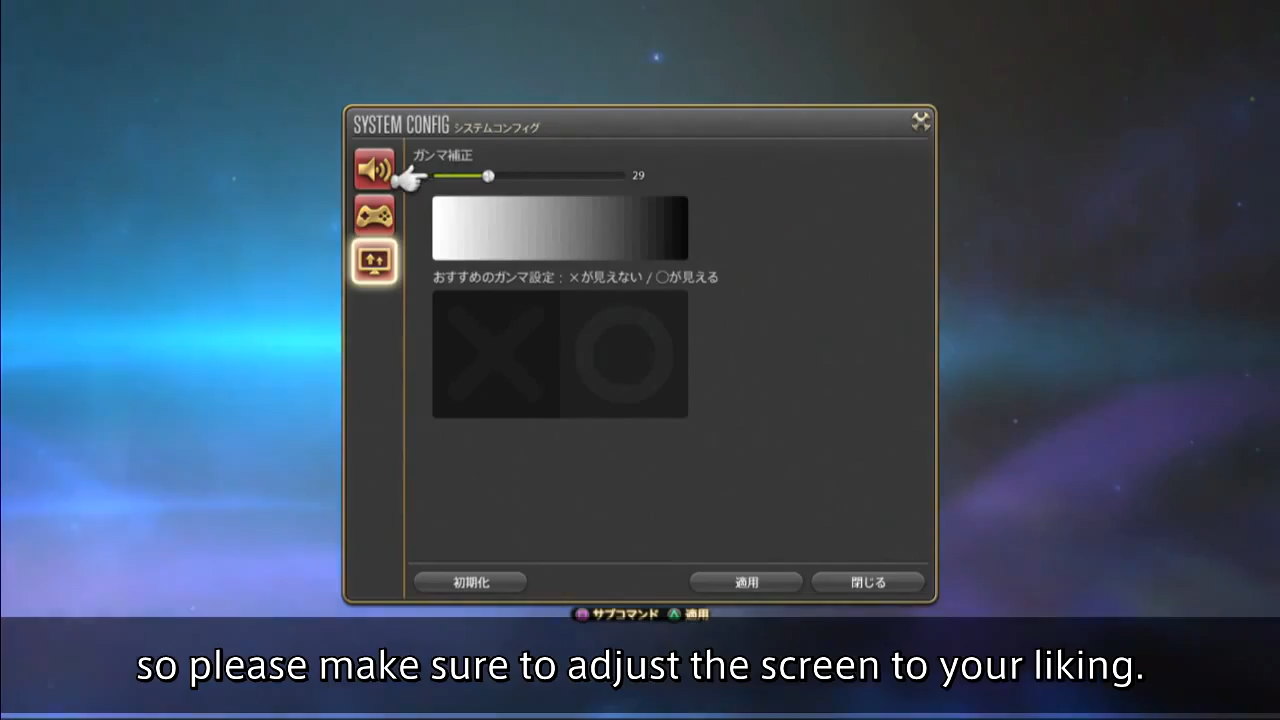 SYSTEM CONFIG システムコンフィグ
ガンマ補正
29
おすすめのガンマ設定：×が見えない / ○が見える
初期化 適用 閉じる
サブコマンド 適用
so please make sure to adjust the screen to your liking.